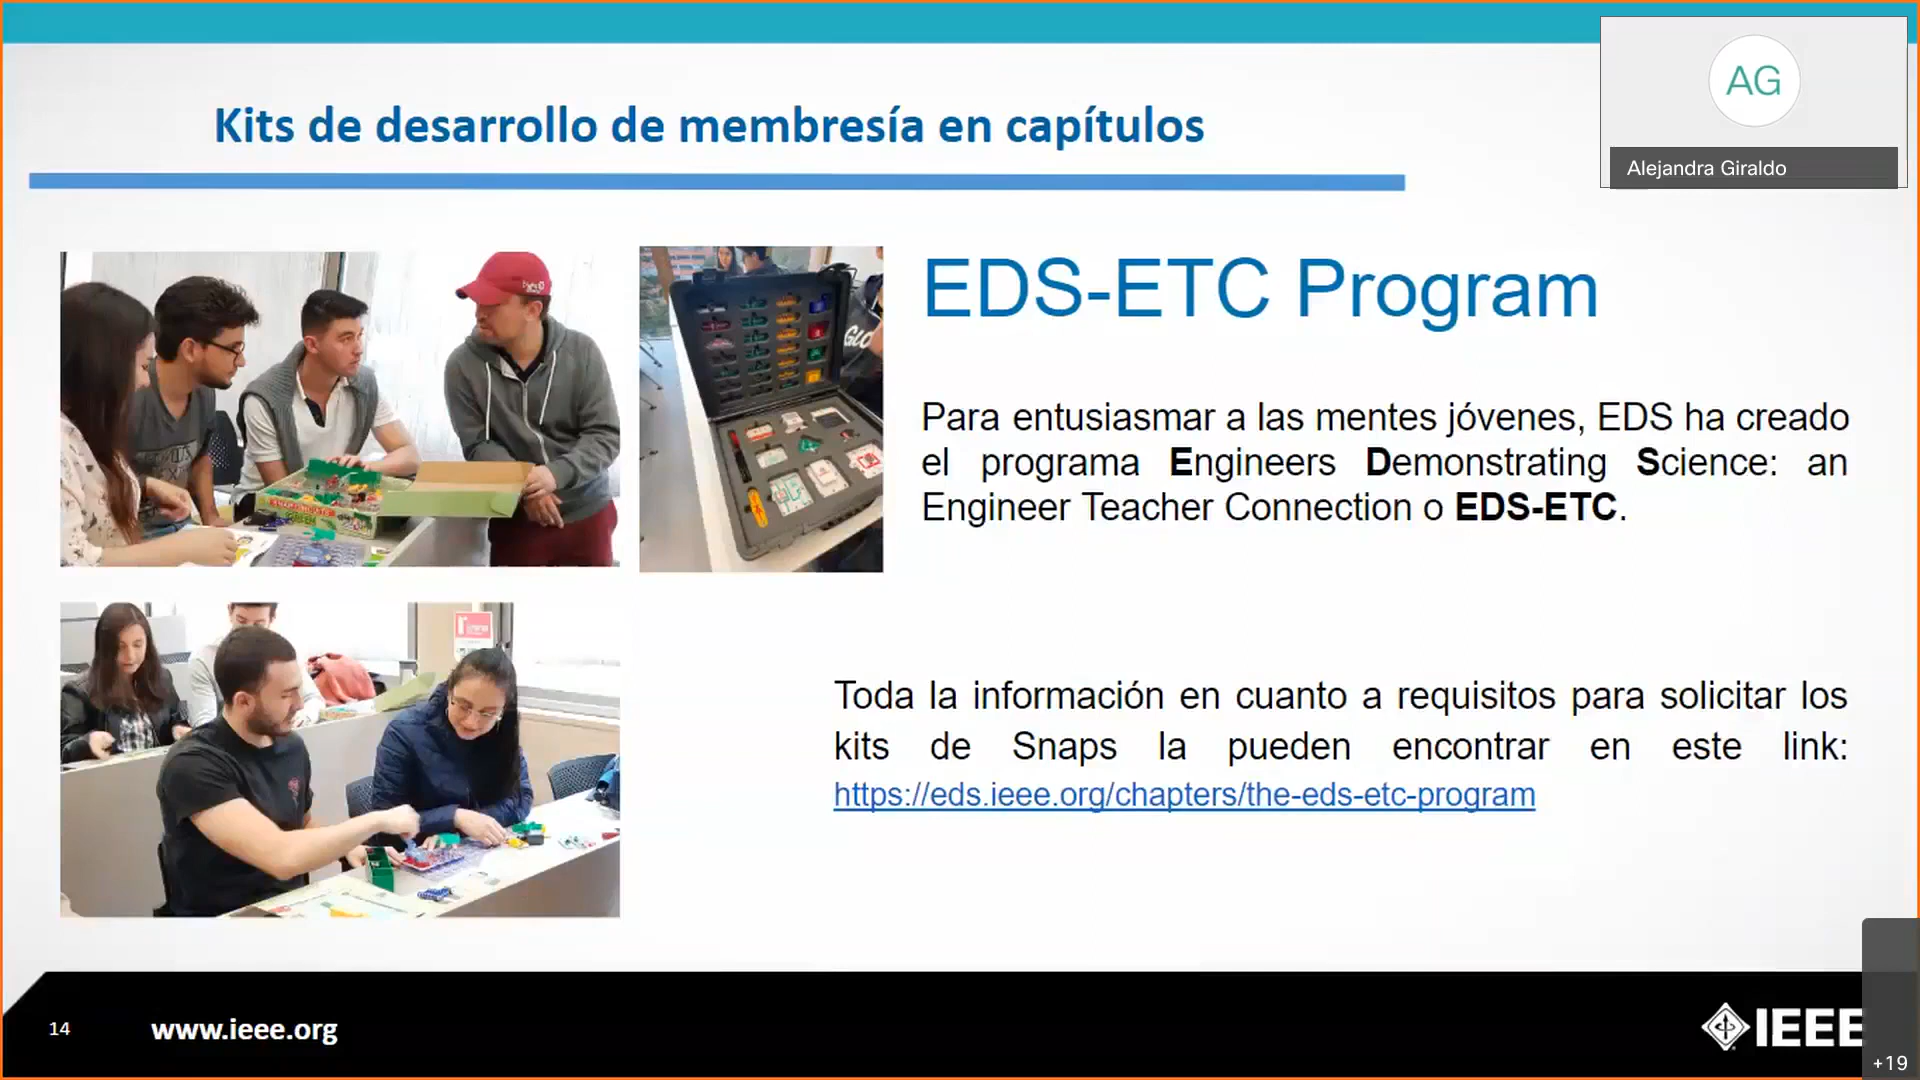 Kits de desarrollo de membresía en capítulos
AG
Alejandra Giraldo
EDS-ETC Program
Para entusiasmar a las mentes jóvenes, EDS ha creado
el programa Engineers Demonstrating Science: an
Engineer Teacher Connection o EDS-ETC.
Toda la información en cuanto a requisitos para solicitar los
kits de Snaps la pueden encontrar en este link:
https://eds.ieee.org/chapters/the-eds-etc-program
14
www.ieee.org
IEEE
+19